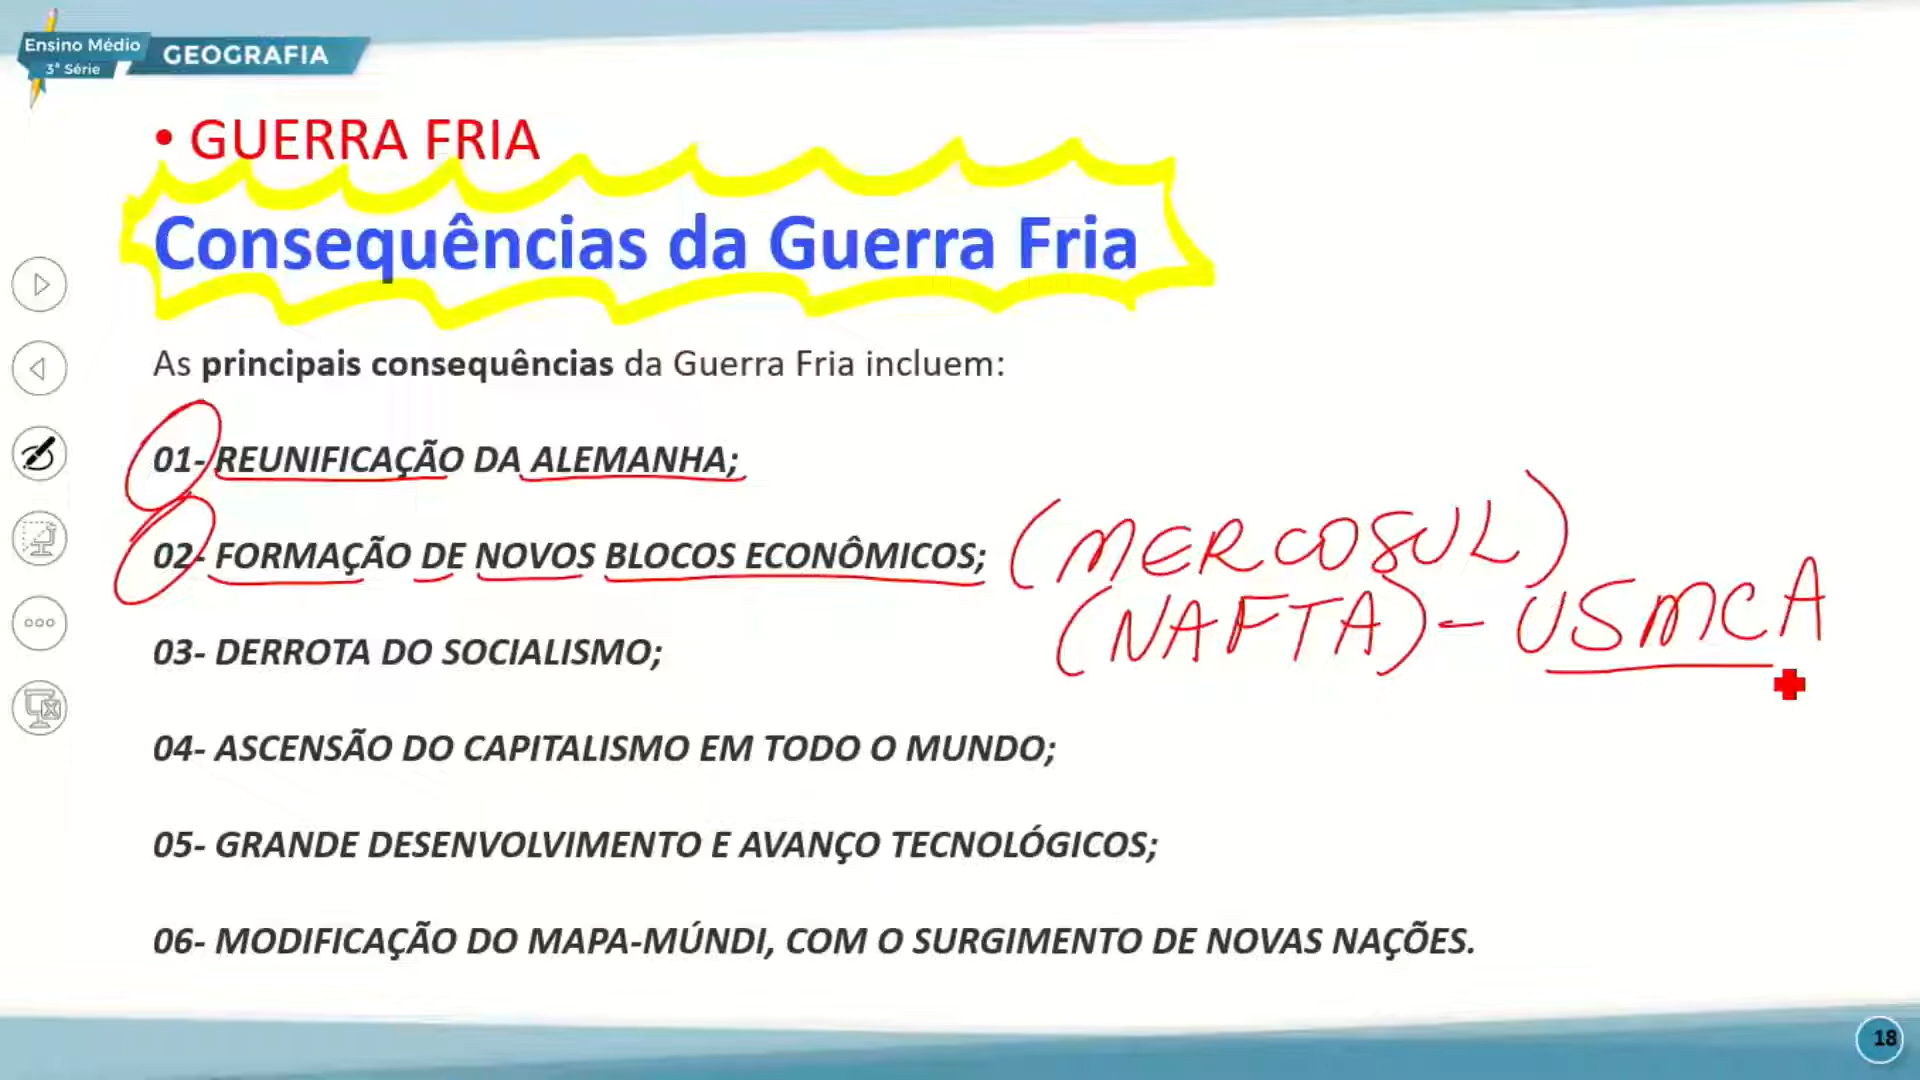 Ensino Médio
3ª Série
GEOGRAFIA
• GUERRA FRIA
Consequências da Guerra Fria
As principais consequências da Guerra Fria incluem:
01- REUNIFICAÇÃO DA ALEMANHA;
02- FORMAÇÃO DE NOVOS BLOCOS ECONÔMICOS; (MERCOSUL)
(NAFTA) - USMCA
03- DERROTA DO SOCIALISMO;
04- ASCENSÃO DO CAPITALISMO EM TODO O MUNDO;
05- GRANDE DESENVOLVIMENTO E AVANÇO TECNOLÓGICOS;
06- MODIFICAÇÃO DO MAPA-MÚNDI, COM O SURGIMENTO DE NOVAS NAÇÕES.
18